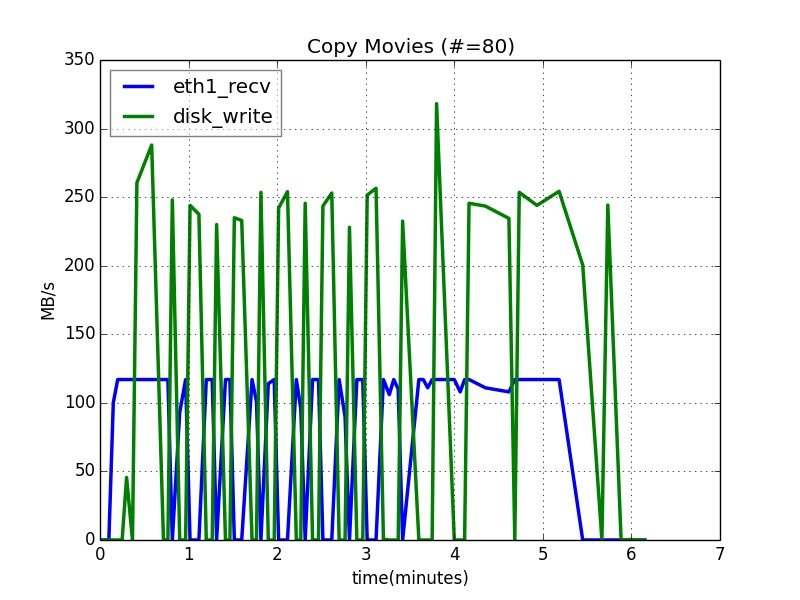 Copy Movies (#=80)
eth1_recv
disk_write
350
300
250
200
150
100
50
0
MB/s
0 1 2 3 4 5 6 7
time(minutes)